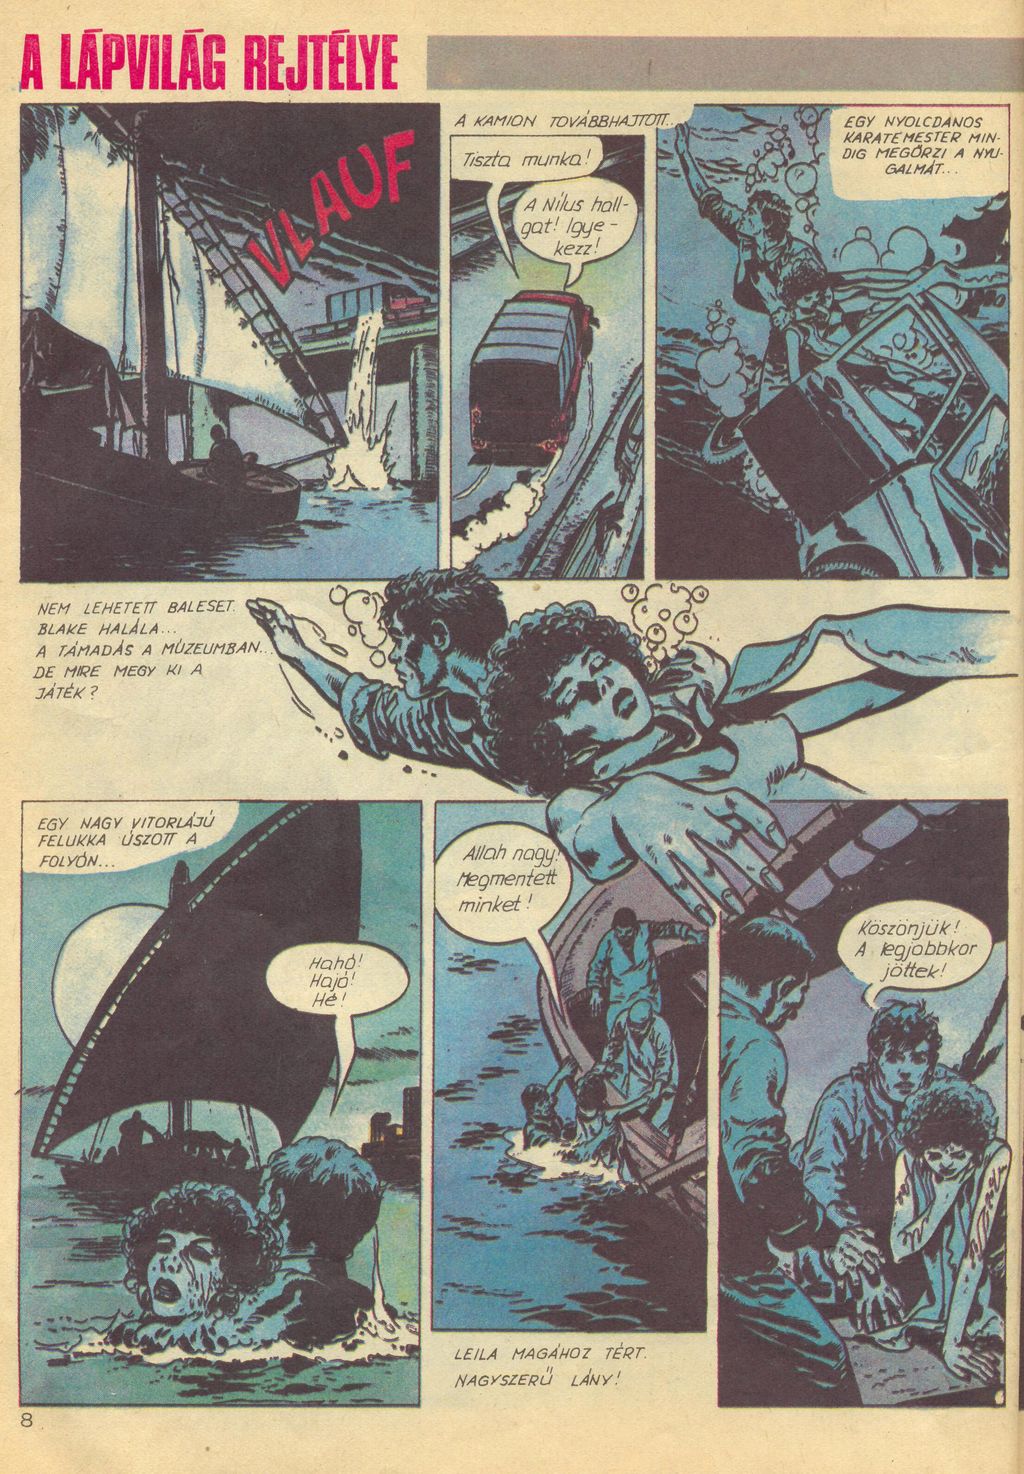 A LÁPVILÁG REJTÉLYE
VLAUF
A KAMION TOVÁBBHAJTOTT...
Tiszta munka!
A Nílus hall-
gat! Igye-
kezz!
EGY NYOLCDANOS
KARATEMESTER MIN-
DIG MEGŐRZI A NYU-
GALMÁT...
NEM LEHETETT BALESET.
BLAKE HALÁLA...
A TÁMADÁS A MÚZEUMBAN...
DE MIRE MEGY KI A
JÁTÉK?
EGY NAGY VITORLÁJÚ
FELUKKA ÚSZOTT A
FOLYÓN...
Hahó!
Hajó!
Hé!
Allah nagy!
Megmentett
minket!
LEILA MAGÁHOZ TÉRT.
NAGYSZERŰ LÁNY!
Köszönjük!
A legjobbkor
jöttek!
8